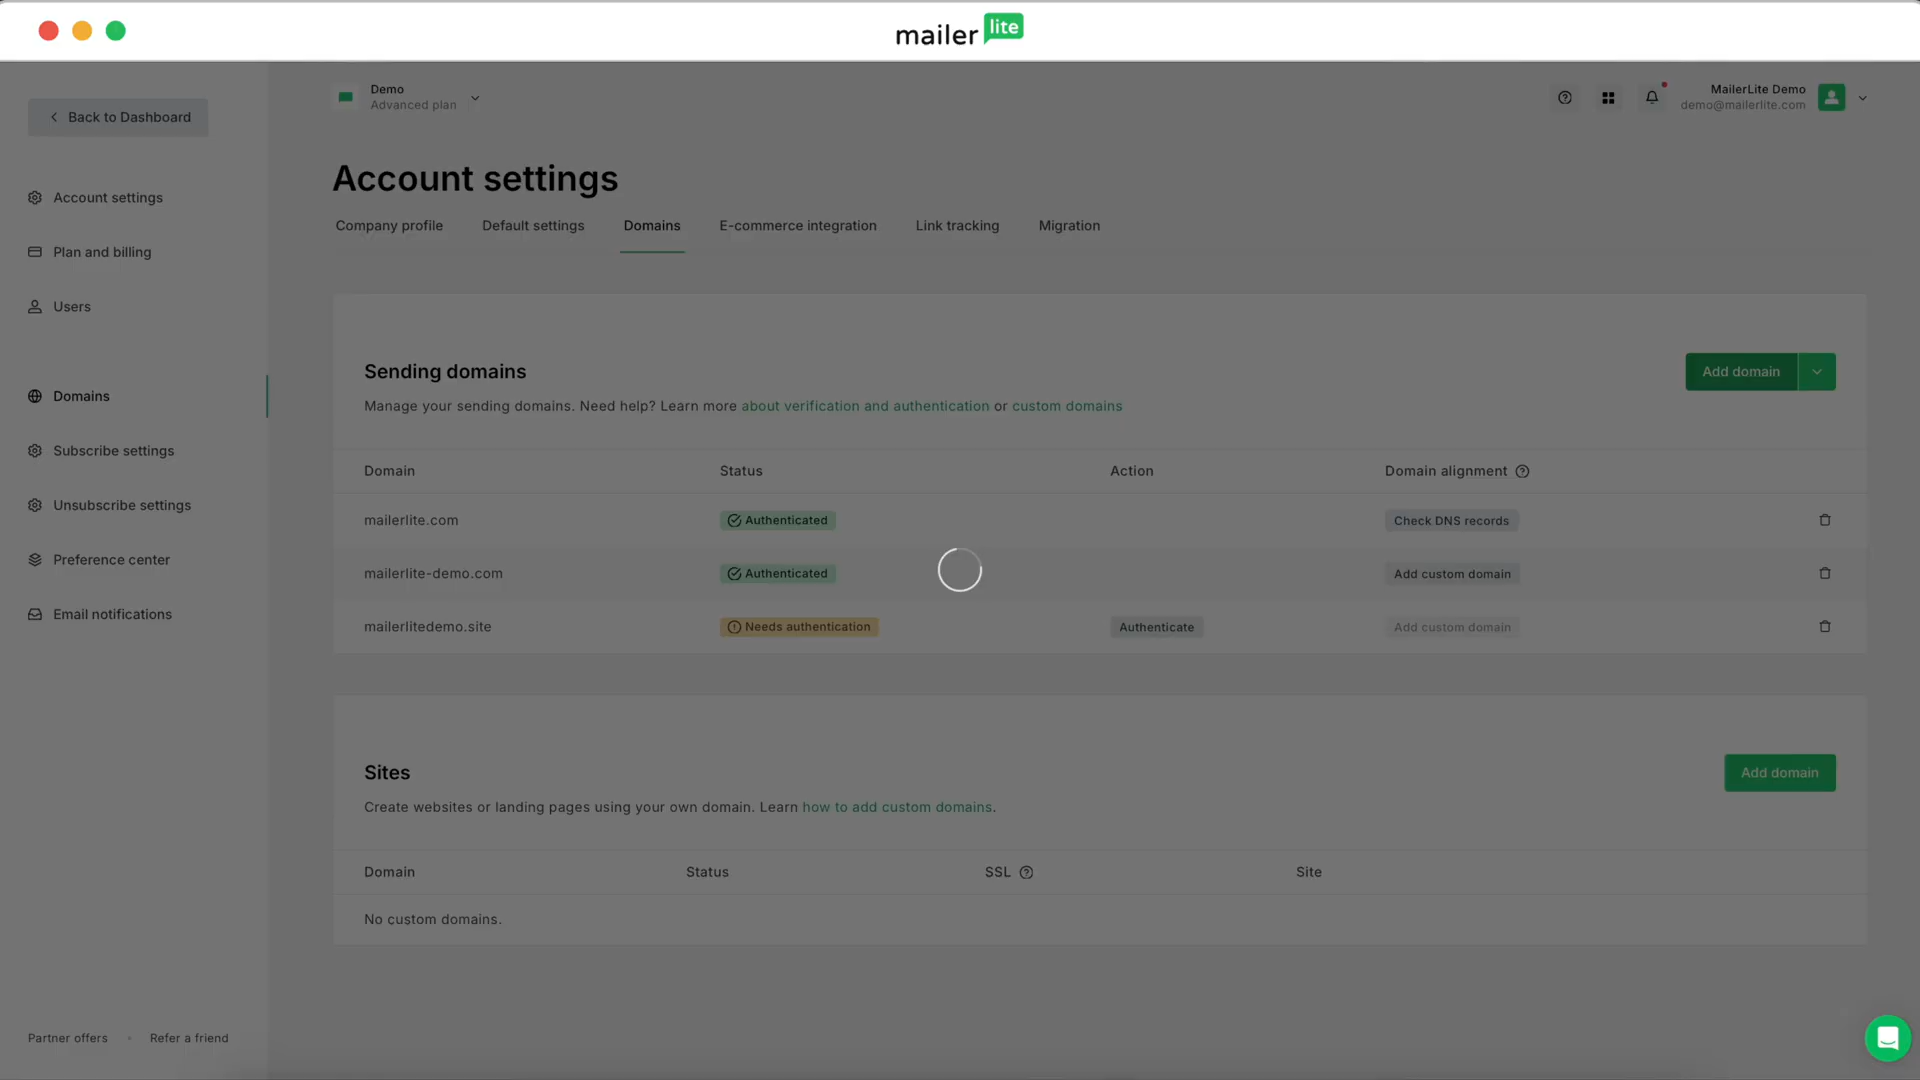 mailer lite
Demo
Advanced plan
MailerLite Demo
demo@mailerlite.com
Back to Dashboard
Account settings
Plan and billing
Users
Domains
Subscribe settings
Unsubscribe settings
Preference center
Email notifications
Partner offers • Refer a friend
Account settings
Company profile Default settings Domains E-commerce integration Link tracking Migration
Sending domains
Add domain
Manage your sending domains. Need help? Learn more about verification and authentication or custom domains
Domain Status Action Domain alignment
mailerlite.com Authenticated Check DNS records
mailerlite-demo.com Authenticated Add custom domain
mailerlitedemo.site Needs authentication Authenticate Add custom domain
Sites
Add domain
Create websites or landing pages using your own domain. Learn how to add custom domains.
Domain Status SSL Site
No custom domains.